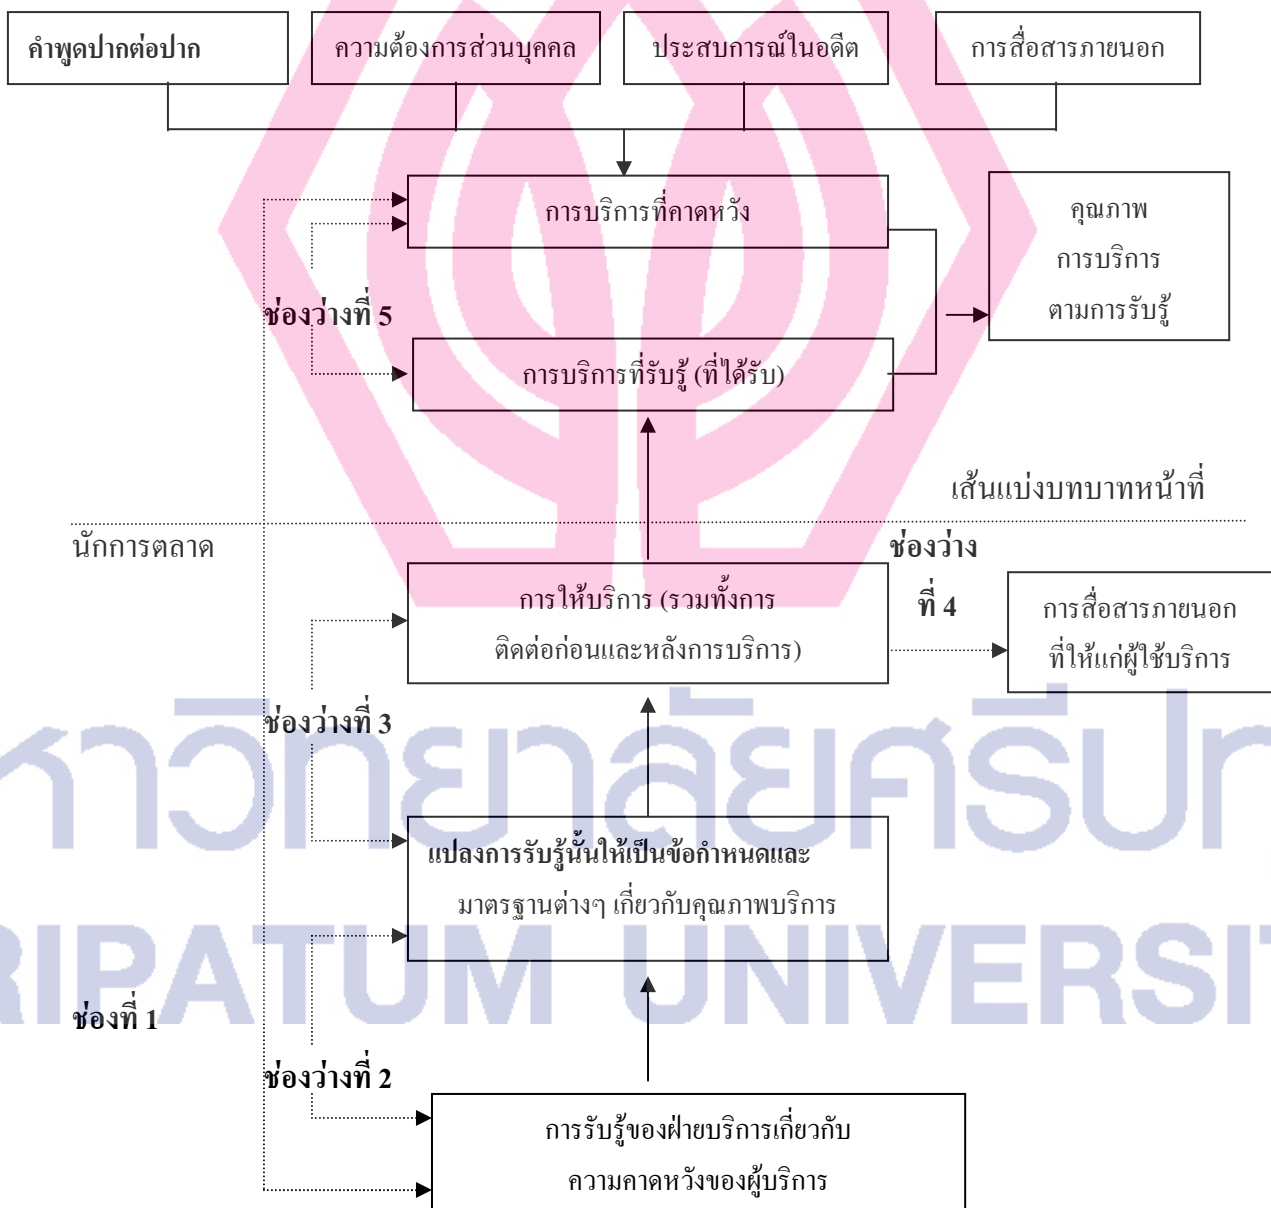 คำพูดปากต่อปาก
ความต้องการส่วนบุคคล
ประสบการณ์ในอดีต
การสื่อสารภายนอก
การบริการที่คาดหวัง
คุณภาพ
การบริการ
ตามการรับรู้
ช่องว่างที่ 5
การบริการที่รับรู้ (ที่ได้รับ)
เส้นแบ่งบทบาทหน้าที่
นักการตลาด
ช่องว่าง
ที่ 4
การให้บริการ (รวมทั้งการ
ติดต่อก่อนและหลังการบริการ)
การสื่อสารภายนอก
ที่ให้แก่ผู้ใช้บริการ
ช่องว่างที่ 3
หาวิทยาลัยศรีปท
แปลงการรับรู้นั้นให้เป็นข้อกำหนดและ
มาตรฐานต่างๆ เกี่ยวกับคุณภาพบริการ
RIPATUM UNIVERSIT
ช่องที่ 1
ช่องว่างที่ 2
การรับรู้ของฝ่ายบริการเกี่ยวกับ
ความคาดหวังของผู้บริการ